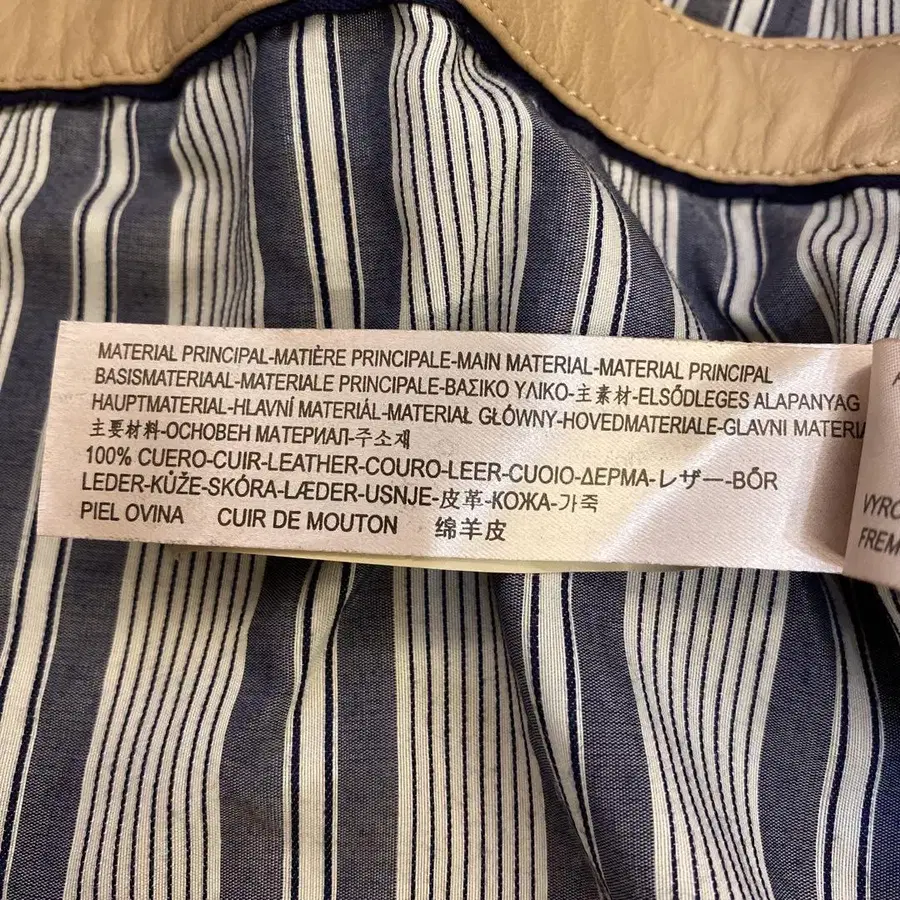 MATERIAL PRINCIPAL-MATIÈRE PRINCIPALE-MAIN MATERIAL-MATERIAL PRINCIPAL
BASISMATERIAAL-MATERIALE PRINCIPALE-ΒΑΣΙΚΟ ΥΛΙΚΟ-主素材-ELSŐDLEGES ALAPANYAG
HAUPTMATERIAL-HLAVNÍ MATERIÁL-MATERIAŁ GŁÓWNY-HOVEDMATERIALE-GLAVNI MATERIA
主要材料-ОСНОВЕН МАТЕРИАЛ-주소재
100% CUERO-CUIR-LEATHER-COURO-LEER-CUOIO-ΔΕΡΜΑ-レザー-BŐR
LEDER-KŮŽE-SKÓRA-LÆDER-USNJE-皮革-КОЖА-가죽
PIEL OVINA CUIR DE MOUTON 绵羊皮
VYRO
FREM